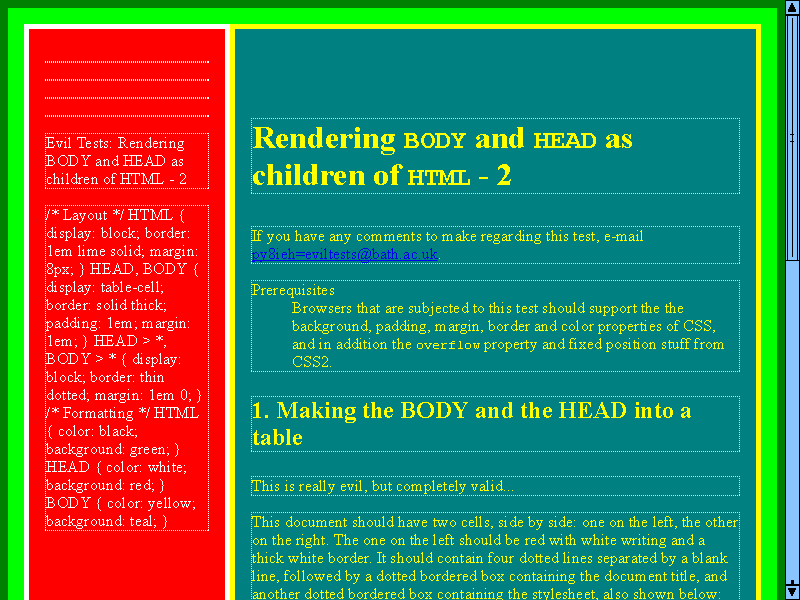 Evil Tests: Rendering
BODY and HEAD as
children of HTML - 2
/* Layout */ HTML {
display: block; border:
1em lime solid; margin:
8px; } HEAD, BODY {
display: table-cell;
border: solid thick;
padding: 1em; margin:
1em; } HEAD > *,
BODY > * { display:
block; border: thin
dotted; margin: 1em 0; }
/* Formatting */ HTML
{ color: black;
background: green; }
HEAD { color: white;
background: red; }
BODY { color: yellow;
background: teal; }
Rendering BODY and HEAD as
children of HTML - 2
If you have any comments to make regarding this test, e-mail
py8ieh=eviltests@bath.ac.uk
Prerequisites
Browsers that are subjected to this test should support the the
background, padding, margin, border and color properties of CSS,
and in addition the overflow property and fixed position stuff from
CSS2.
1. Making the BODY and the HEAD into a
table
This is really evil, but completely valid...
This document should have two cells, side by side: one on the left, the other
on the right. The one on the left should be red with white writing and a
thick white border. It should contain four dotted lines separated by a blank
line, followed by a dotted bordered box containing the document title, and
another dotted bordered box containing the stylesheet, also shown below: